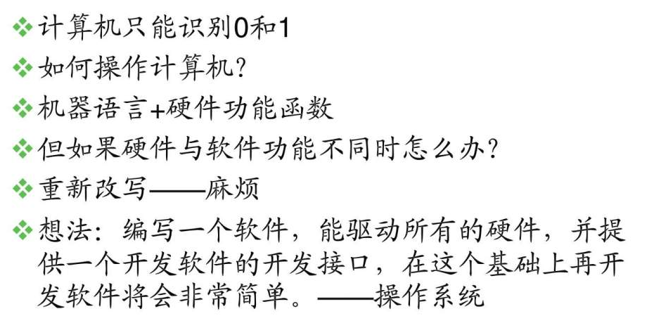 计算机只能识别0和1
如何操作计算机？
机器语言+硬件功能函数
但如果硬件与软件功能不同时怎么办？
重新改写——麻烦
想法：编写一个软件，能驱动所有的硬件，并提
供一个开发软件的开发接口，在这个基础上再开
发软件将会非常简单。——操作系统